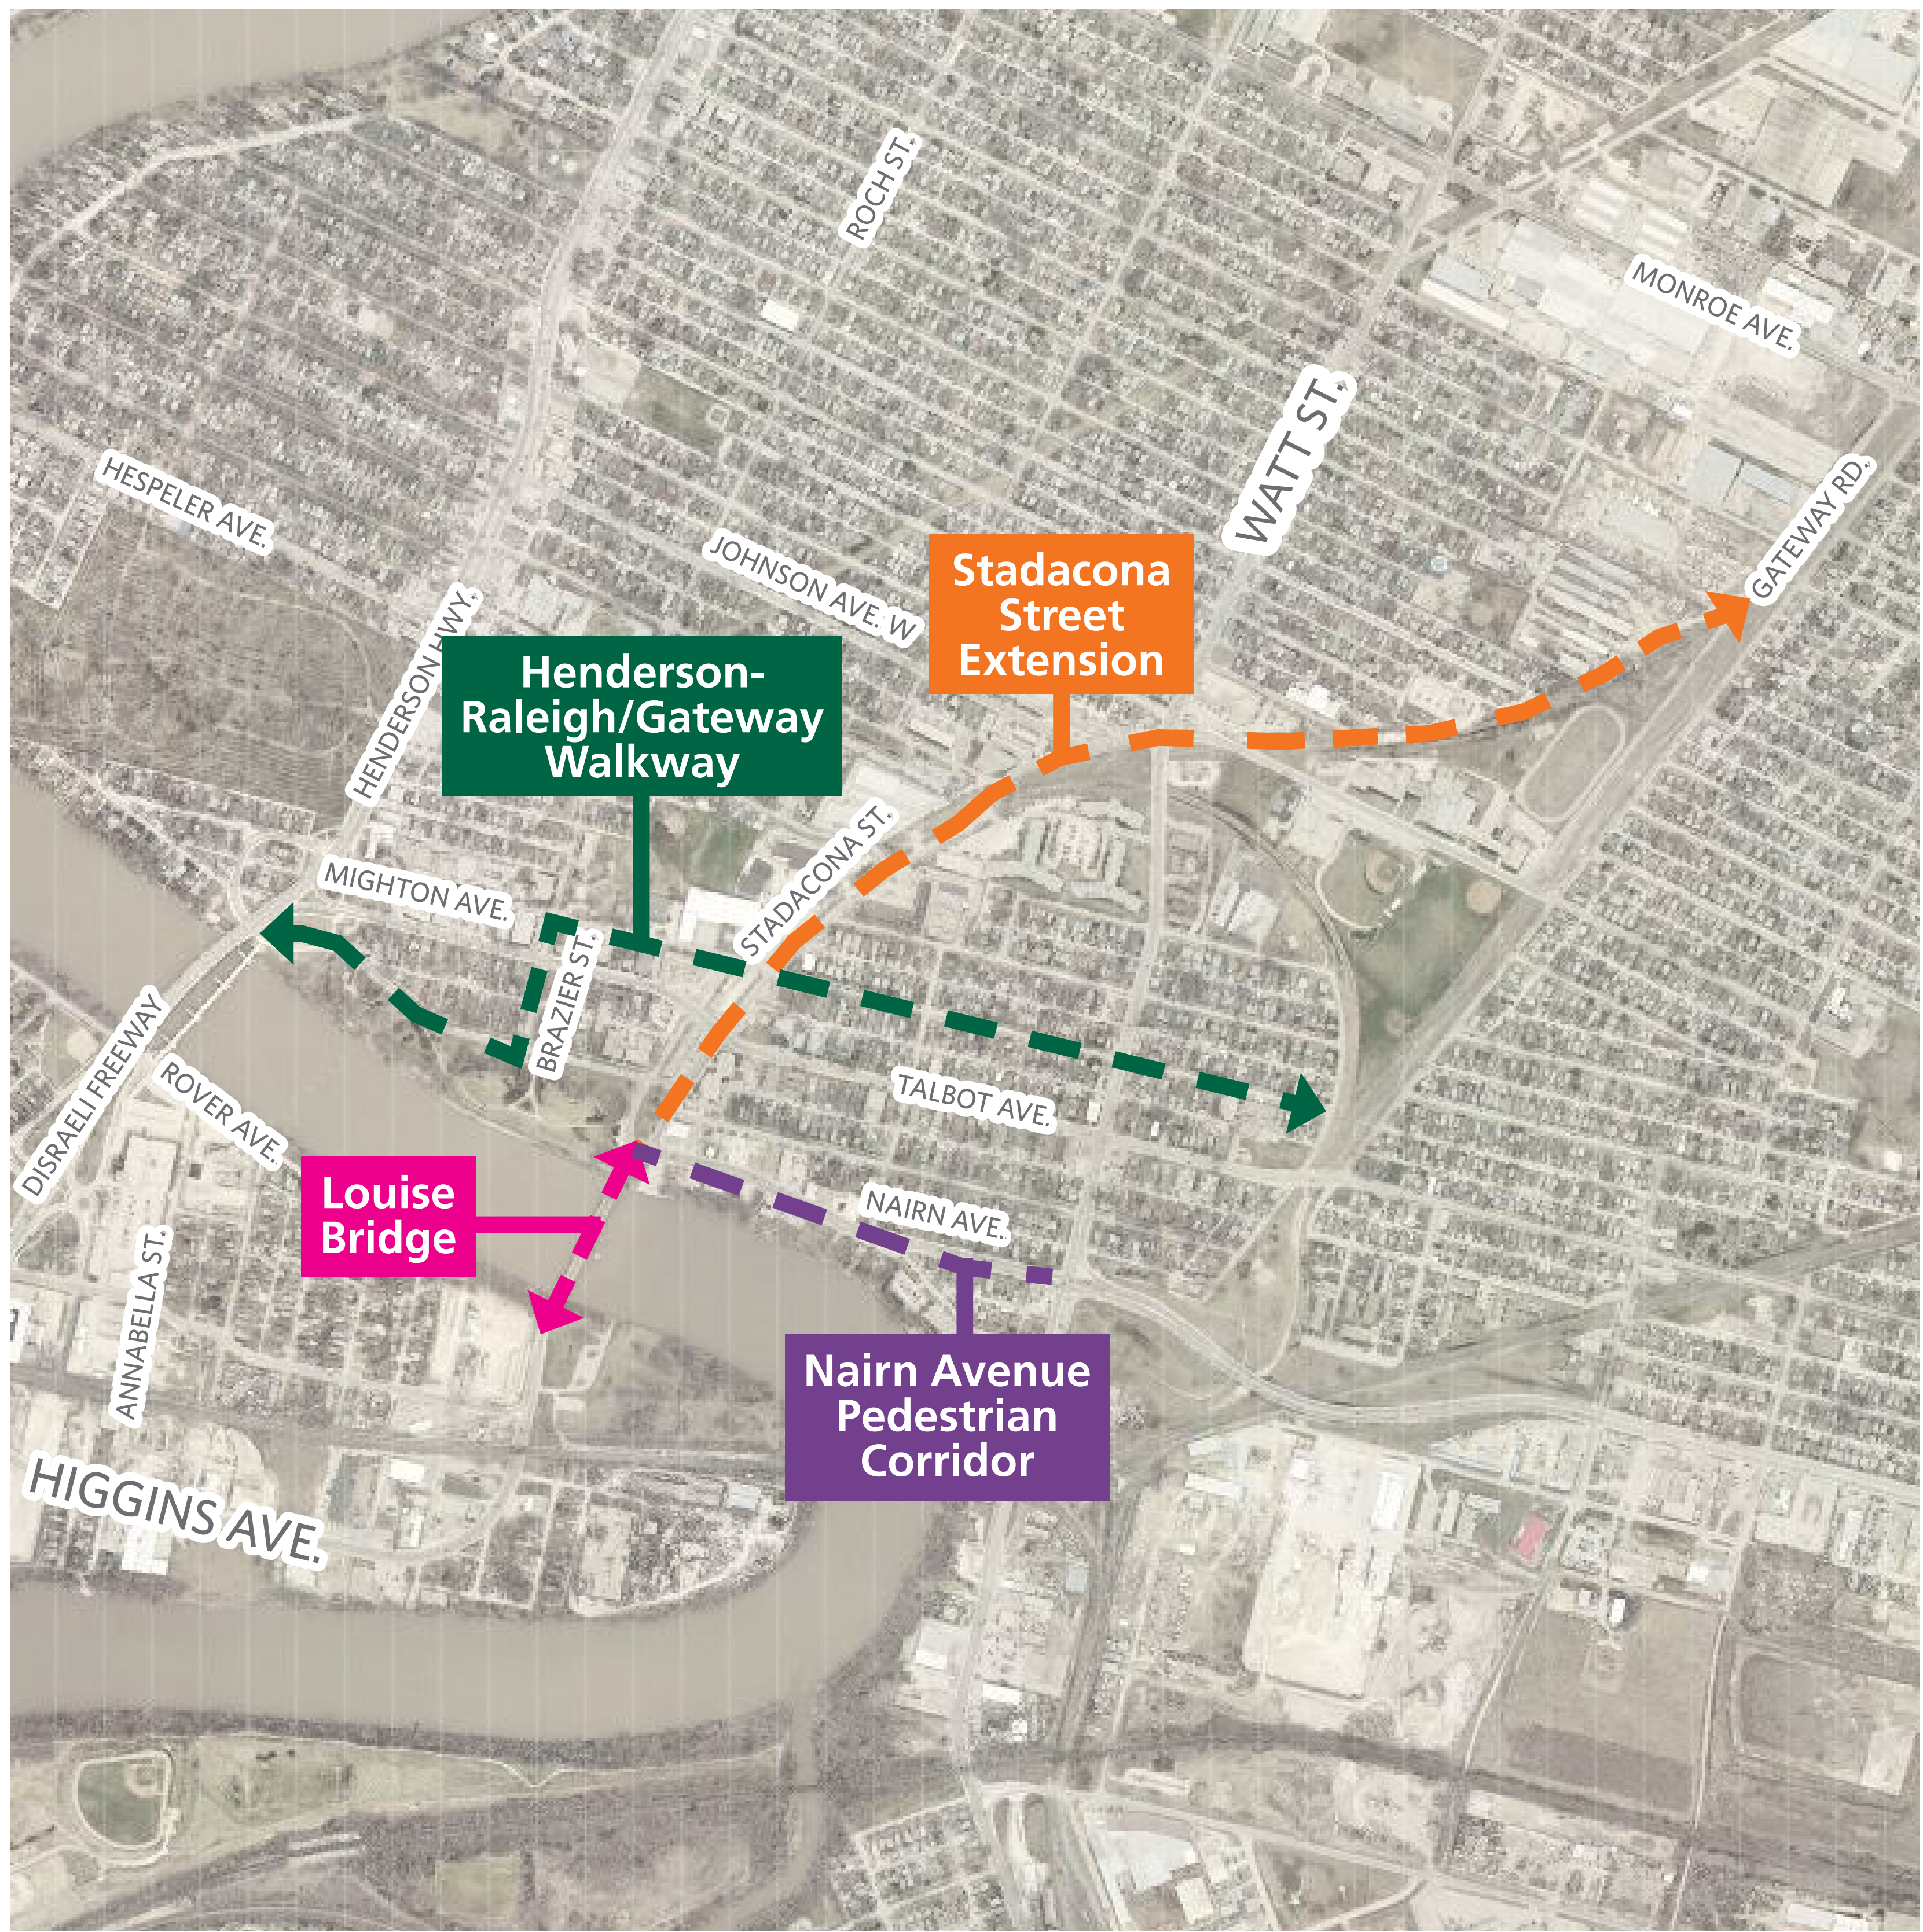 ROCH ST.
MONROE AVE.
WATT ST.
HESPELER AVE.
GATEWAY RD.
JOHNSON AVE. W
Stadacona
Street
Extension
HENDERSON HWY.
Henderson-
Raleigh/Gateway
Walkway
STADACONA ST.
MIGHTON AVE.
BRAZIER ST.
DISRAELI FREEWAY
ROVER AVE.
TALBOT AVE.
Louise
Bridge
NAIRN AVE.
ANNABELLA ST.
Nairn Avenue
Pedestrian
Corridor
HIGGINS AVE.